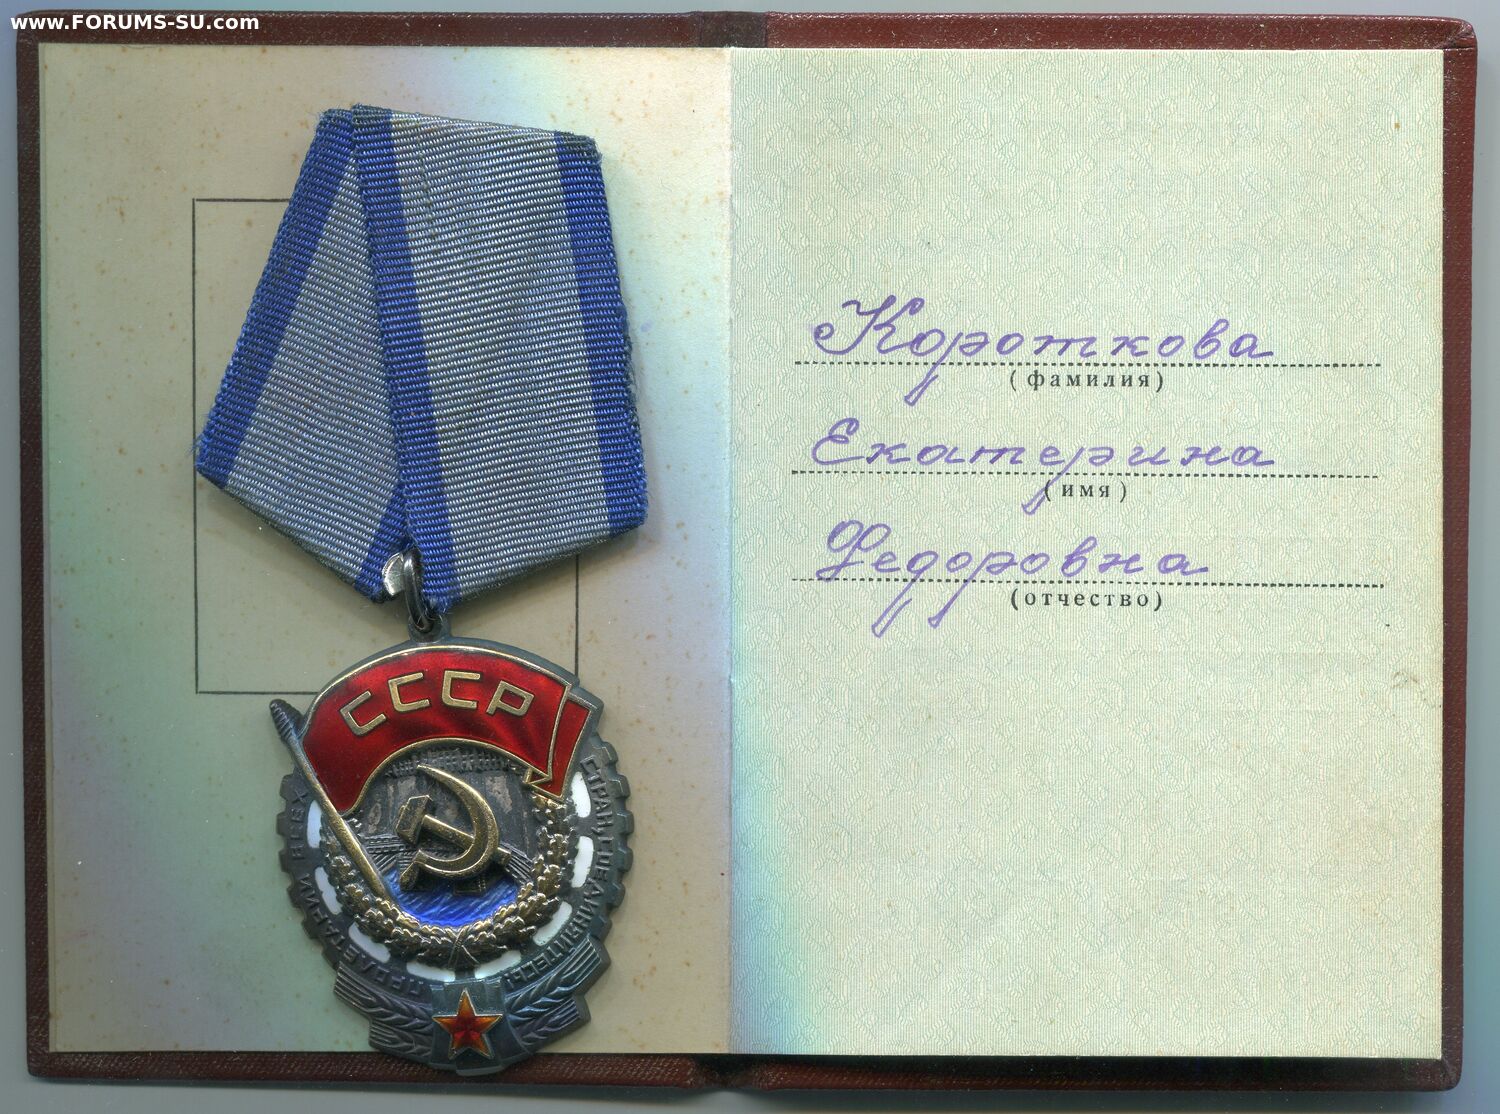 www.FORUMS-SU.com
Короткова
(фамилия)
Екатерина
(имя)
Федоровна
(отчество)
СССР
ПРОЛЕТАРИИ ВСЕХ СТРАН, СОЕДИНЯЙТЕСЬ!